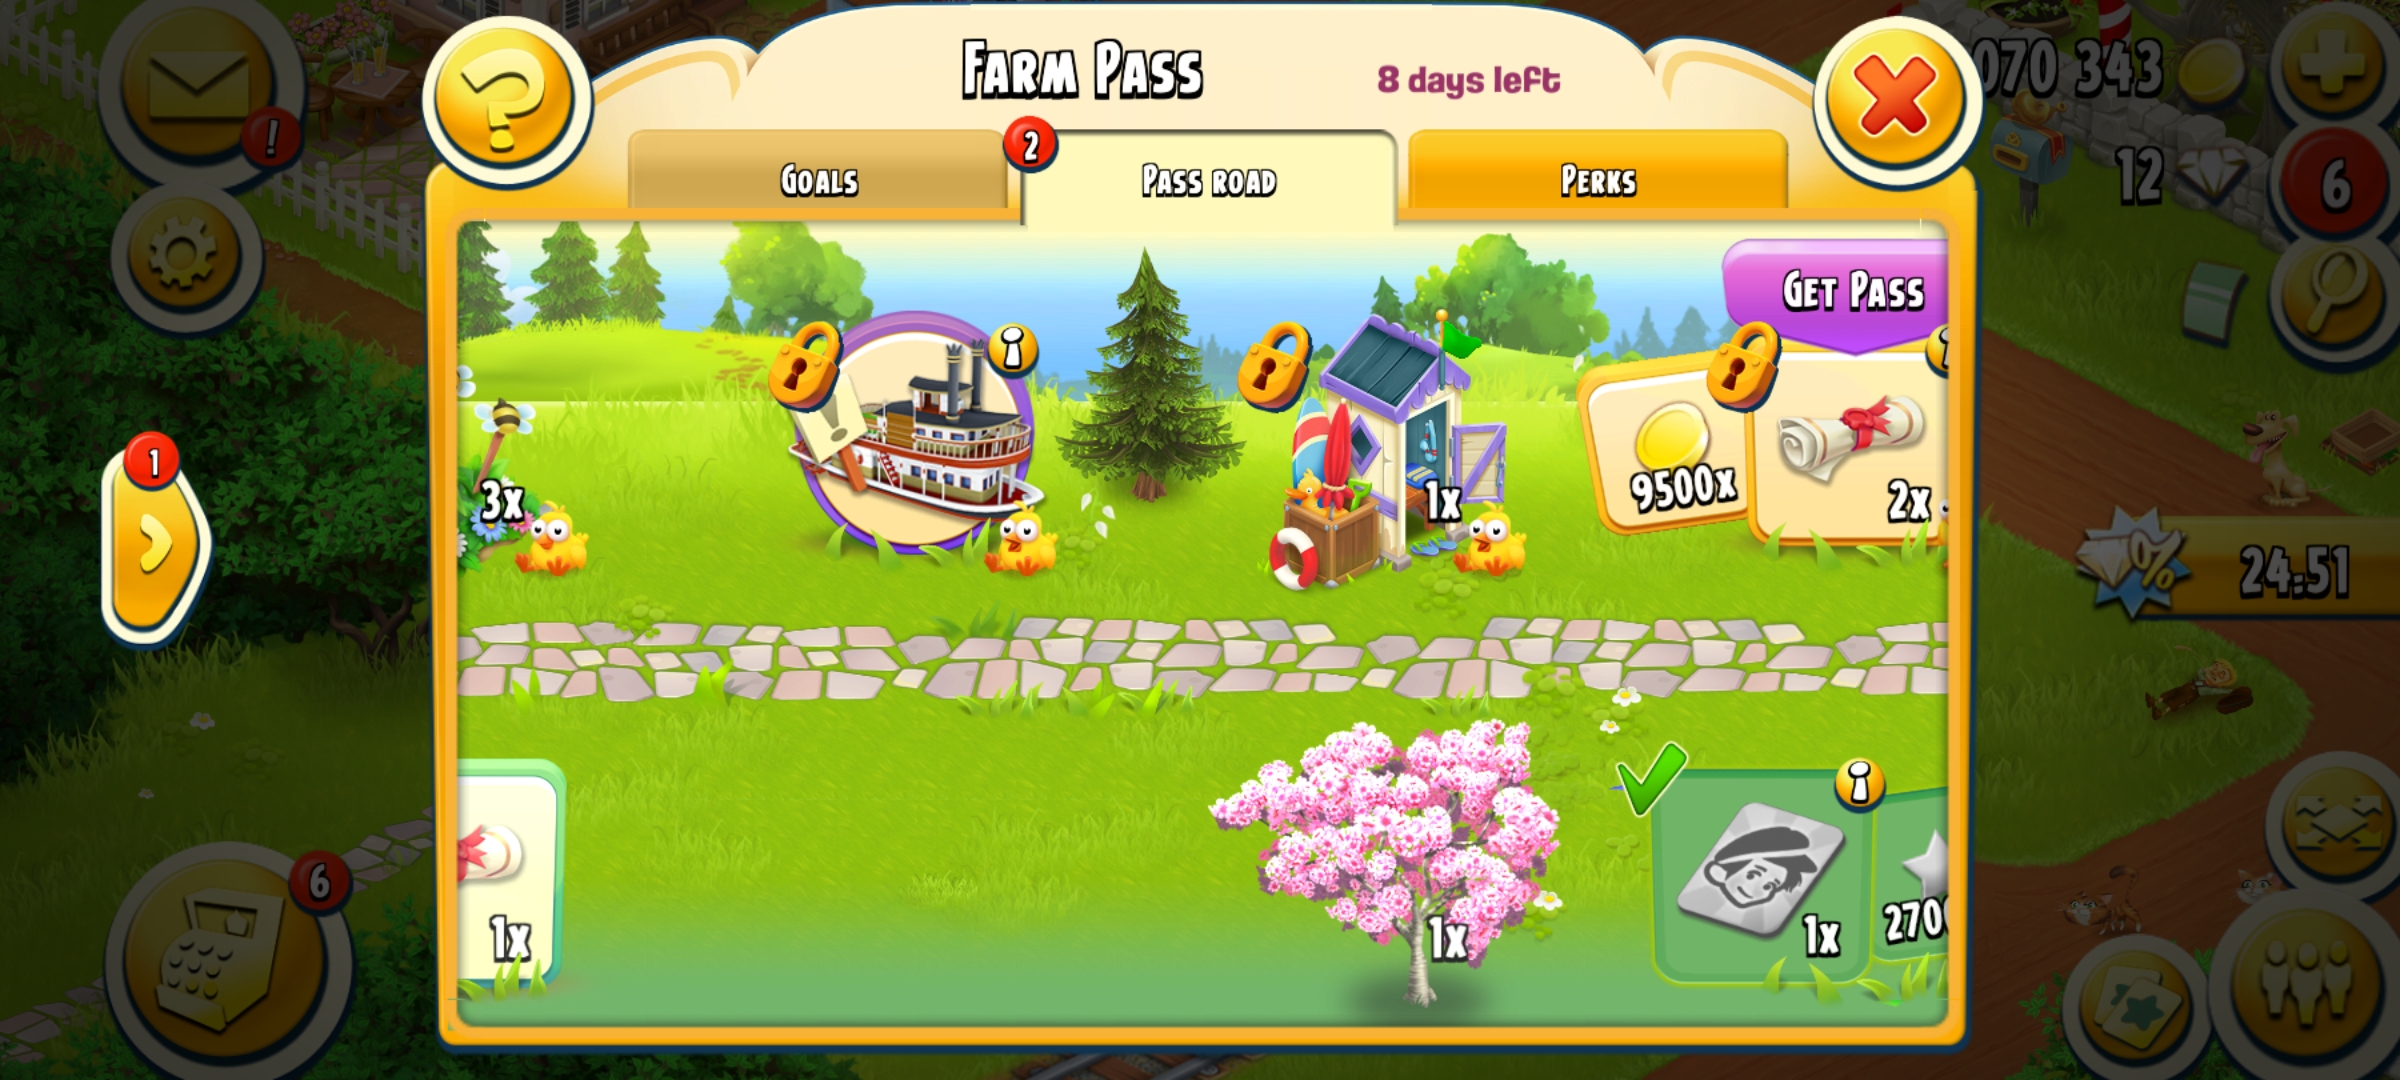 FARM PASS
8 days left
070 343
12
6
!
2
GOALS
PASS ROAD
PERKS
GET PASS
1
3x
1x
9500x
2x
%
24:51
6
1x
1x
1x
270